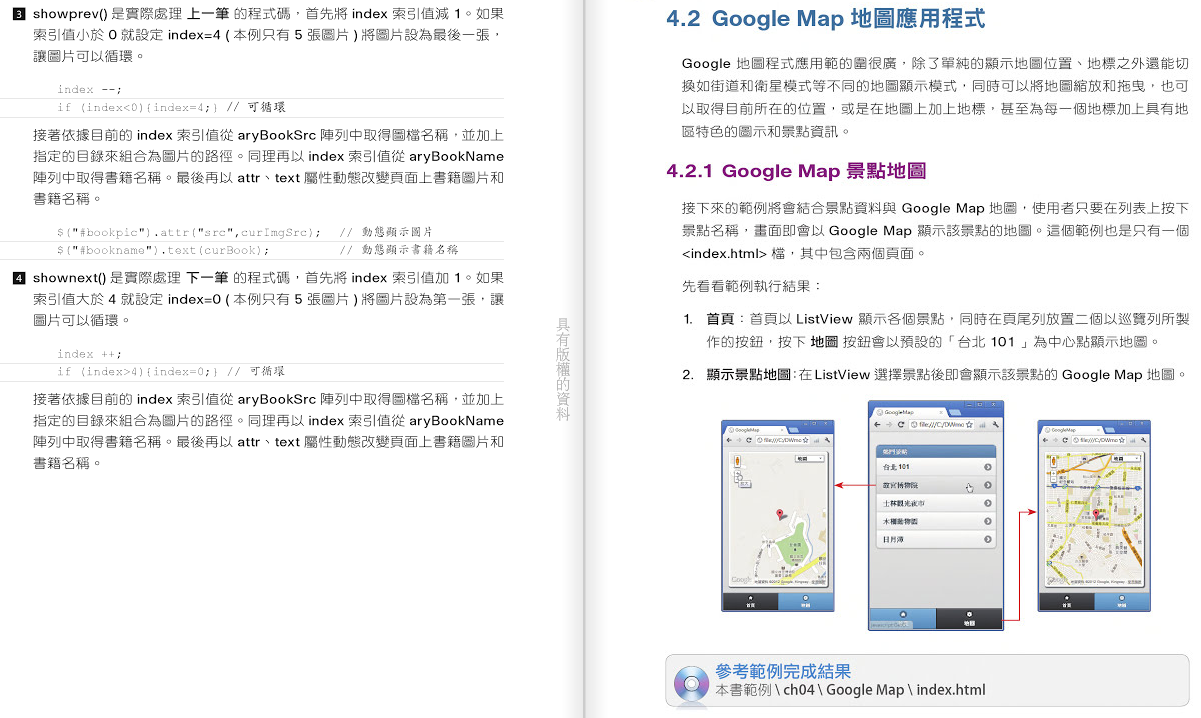 3 showprev() 是實際處理 上一筆 的程式碼，首先將 index 索引值減 1。如果
索引值小於 0 就設定 index=4 ( 本例只有 5 張圖片 ) 將圖片設為最後一張，
讓圖片可以循環。
index --;
if (index<0){index=4;} // 可循環
接著依據目前的 index 索引值從 aryBookSrc 陣列中取得圖檔名稱，並加上
指定的目錄來組合為圖片的路徑。同理再以 index 索引值從 aryBookName
陣列中取得書籍名稱。最後再以 attr、text 屬性動態改變頁面上書籍圖片和
書籍名稱。
$("#bookpic").attr("src",curImgSrc); // 動態顯示圖片
$("#bookname").text(curBook); // 動態顯示書籍名稱
4 shownext() 是實際處理 下一筆 的程式碼，首先將 index 索引值加 1。如果
索引值大於 4 就設定 index=0 ( 本例只有 5 張圖片 ) 將圖片設為第一張，讓
圖片可以循環。
index ++;
if (index>4){index=0;} // 可循環
接著依據目前的 index 索引值從 aryBookSrc 陣列中取得圖檔名稱，並加上
指定的目錄來組合為圖片的路徑。同理再以 index 索引值從 aryBookName
陣列中取得書籍名稱。最後再以 attr、text 屬性動態改變頁面上書籍圖片和
書籍名稱。
具有版權的資料
4.2 Google Map 地圖應用程式
Google 地圖程式應用範的圍很廣，除了單純的顯示地圖位置、地標之外還能切
換如街道和衛星模式等不同的地圖顯示模式，同時可以將地圖縮放和拖曳，也可
以取得目前所在的位置，或是在地圖上加上地標，甚至為每一個地標加上具有地
區特色的圖示和景點資訊。
4.2.1 Google Map 景點地圖
接下來的範例將會結合景點資料與 Google Map 地圖，使用者只要在列表上按下
景點名稱，畫面即會以 Google Map 顯示該景點的地圖。這個範例也是只有一個
<index.html> 檔，其中包含兩個頁面。
先看看範例執行結果：
1. 首頁：首頁以 ListView 顯示各個景點，同時在頁尾列放置二個以巡覽列所製
作的按鈕，按下 地圖 按鈕會以預設的「台北 101 」為中心點顯示地圖。
2. 顯示景點地圖：在 ListView 選擇景點後即會顯示該景點的 Google Map 地圖。
GoogleMap
file:///C:/DWmo
地圖
Google
首頁
地圖
GoogleMap
file:///C:/DWmo
熱門景點
台北 101
故宮博物院
士林觀光夜市
木柵動物園
日月潭
地圖
GoogleMap
file:///C:/DWmo
地圖
首頁
地圖
參考範例完成結果
本書範例 \ ch04 \ Google Map \ index.html